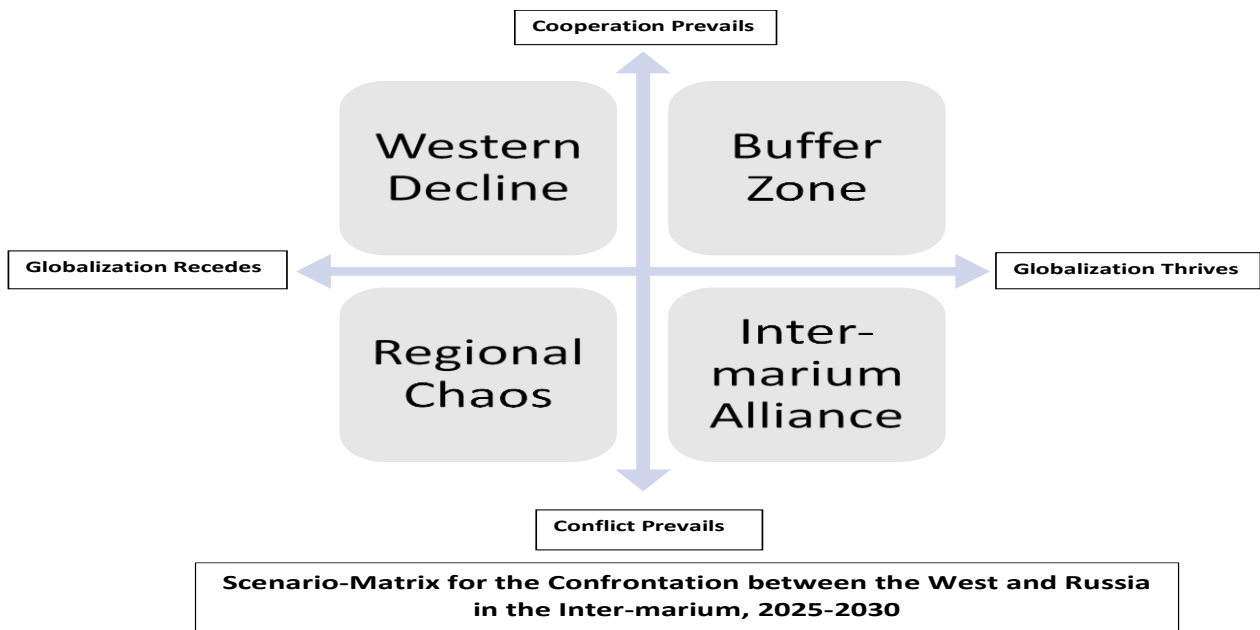 Cooperation Prevails
Western
Decline
Buffer
Zone
Globalization Recedes
Globalization Thrives
Regional
Chaos
Inter-
marium
Alliance
Conflict Prevails
Scenario-Matrix for the Confrontation between the West and Russia
in the Inter-marium, 2025-2030